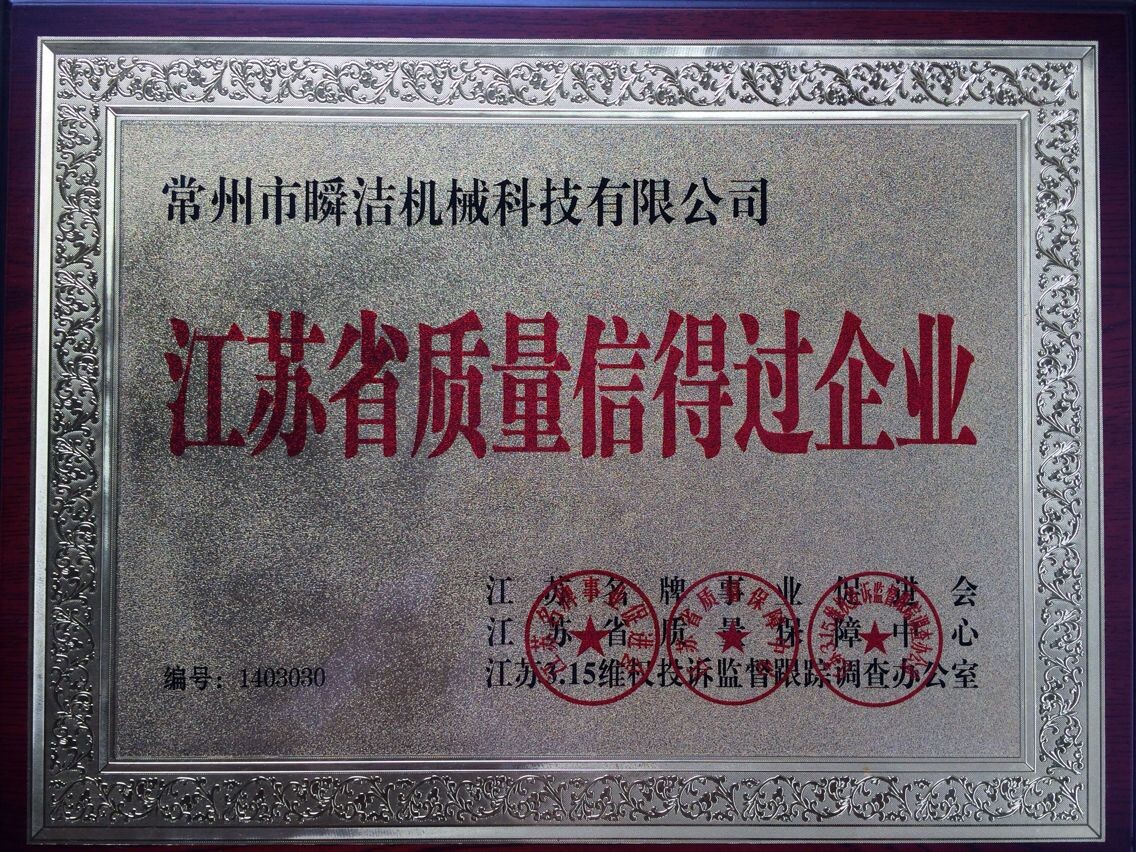 常州市瞬洁机械科技有限公司
江苏省质量信得过企业
江苏名牌事业促进会
江苏省质量保障中心
编号：1403030
江苏3.15维权投诉监督跟踪调查办公室